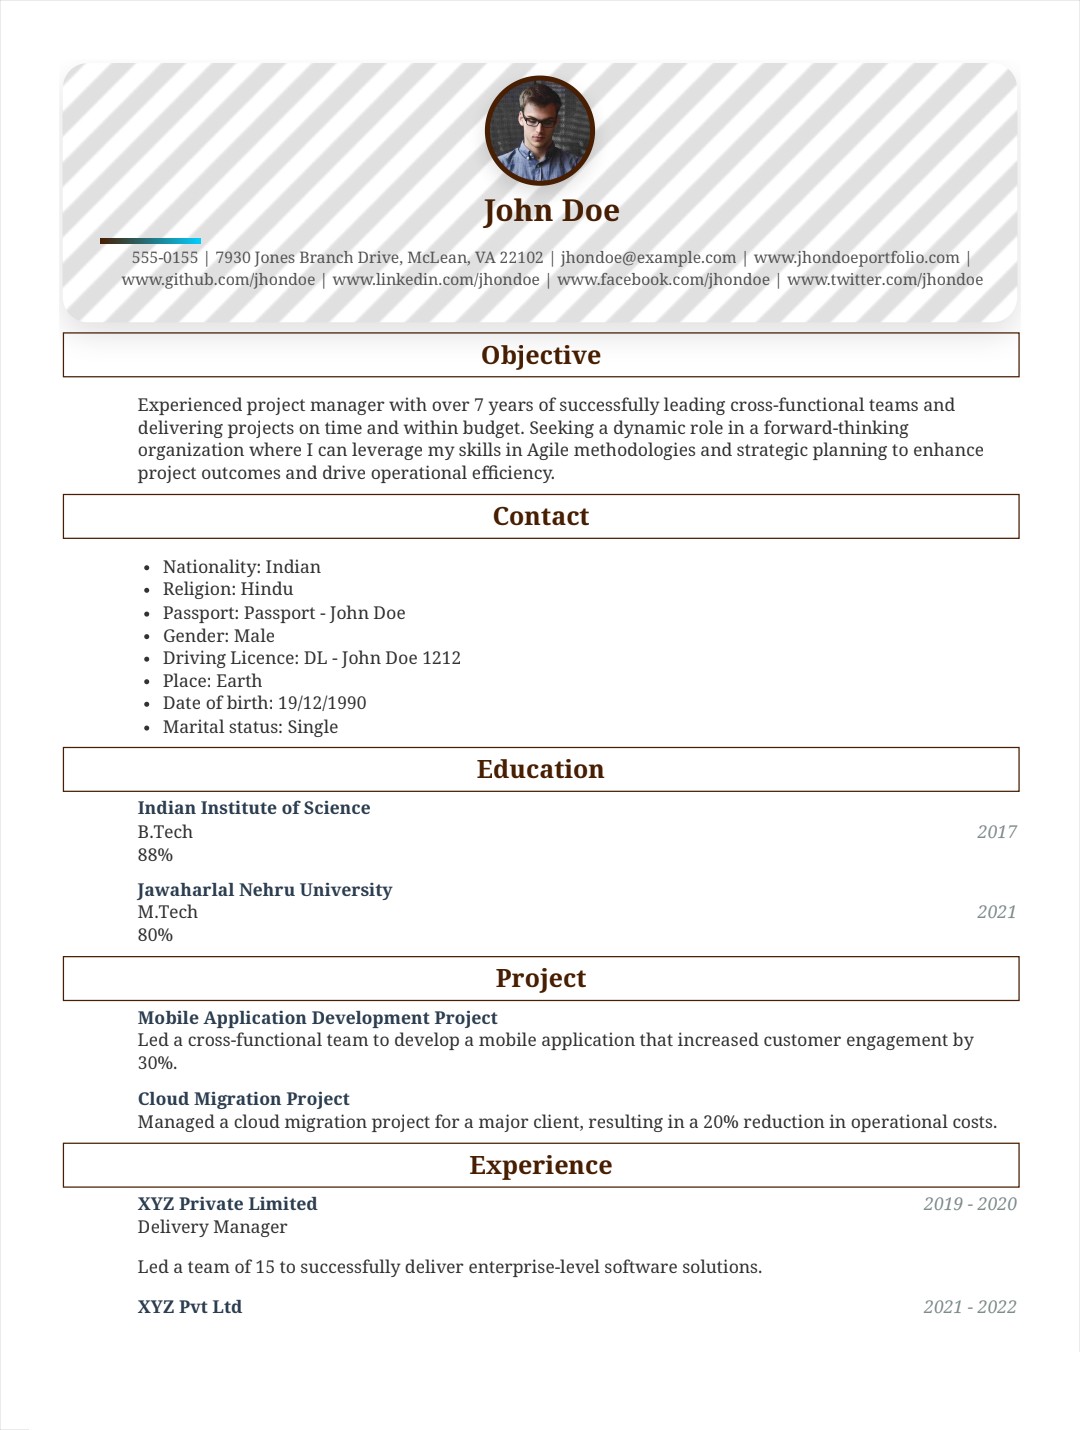 John Doe
555-0155 | 7930 Jones Branch Drive, McLean, VA 22102 | jhondoe@example.com | www.jhondoeportfolio.com |
www.github.com/jhondoe | www.linkedin.com/jhondoe | www.facebook.com/jhondoe | www.twitter.com/jhondoe
Objective
Experienced project manager with over 7 years of successfully leading cross-functional teams and
delivering projects on time and within budget. Seeking a dynamic role in a forward-thinking
organization where I can leverage my skills in Agile methodologies and strategic planning to enhance
project outcomes and drive operational efficiency.
Contact
• Nationality: Indian
• Religion: Hindu
• Passport: Passport - John Doe
• Gender: Male
• Driving Licence: DL - John Doe 1212
• Place: Earth
• Date of birth: 19/12/1990
• Marital status: Single
Education
Indian Institute of Science
B.Tech 2017
88%
Jawaharlal Nehru University
M.Tech 2021
80%
Project
Mobile Application Development Project
Led a cross-functional team to develop a mobile application that increased customer engagement by
30%.
Cloud Migration Project
Managed a cloud migration project for a major client, resulting in a 20% reduction in operational costs.
Experience
XYZ Private Limited 2019 - 2020
Delivery Manager
Led a team of 15 to successfully deliver enterprise-level software solutions.
XYZ Pvt Ltd 2021 - 2022